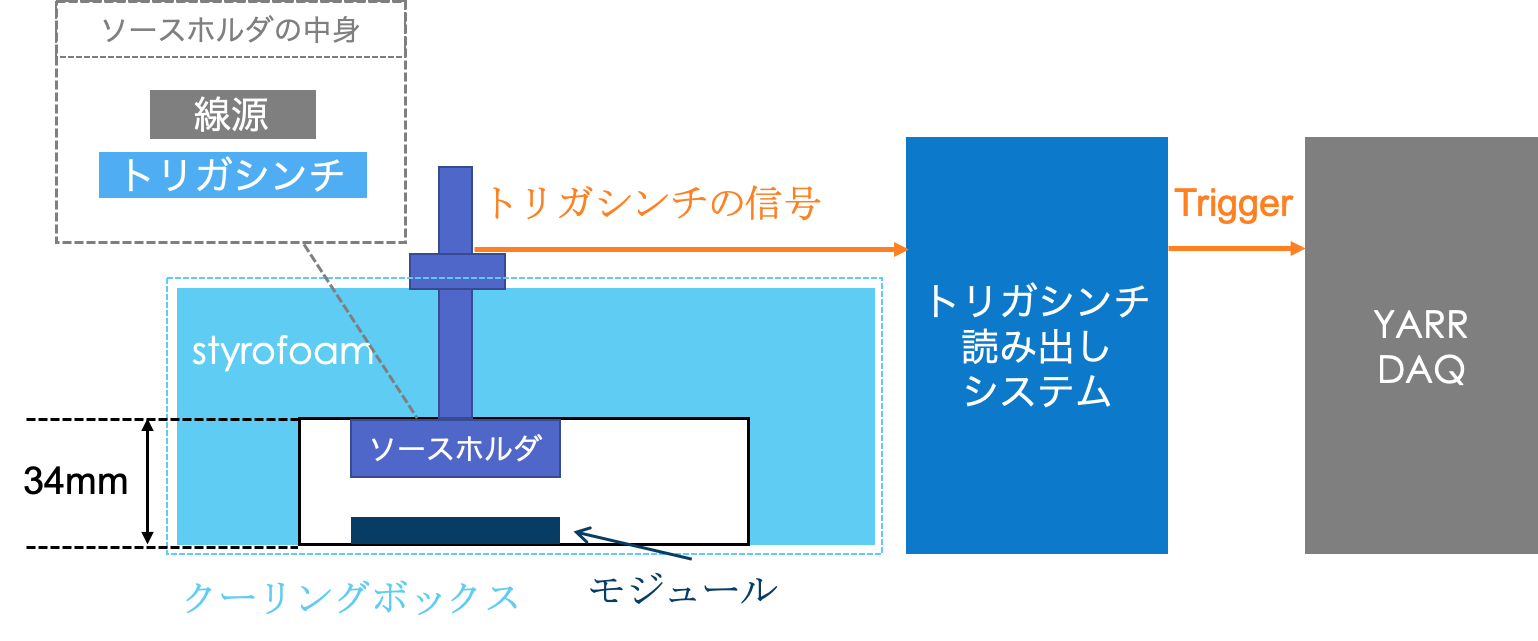 ソースホルダの中身
線源
トリガシンチ
トリガシンチの信号
Trigger
styrofoam
トリガシンチ
読み出し
システム
YARR
DAQ
ソースホルダ
34mm
モジュール
クーリングボックス